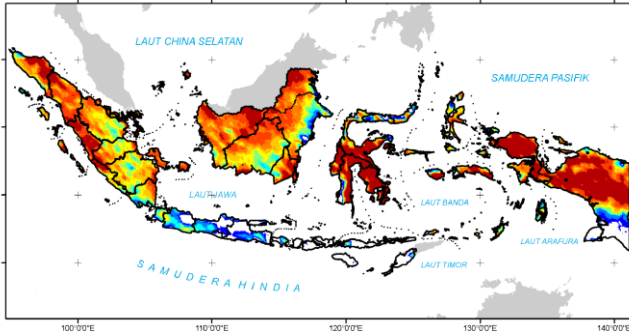 LAUT CHINA SELATAN
SAMUDERA PASIFIK
LAUT JAWA
LAUT BANDA
LAUT ARAFURA
LAUT TIMOR
SAMUDERA HINDIA
100°0'0"E
110°0'0"E
120°0'0"E
130°0'0"E
140°0'0"E